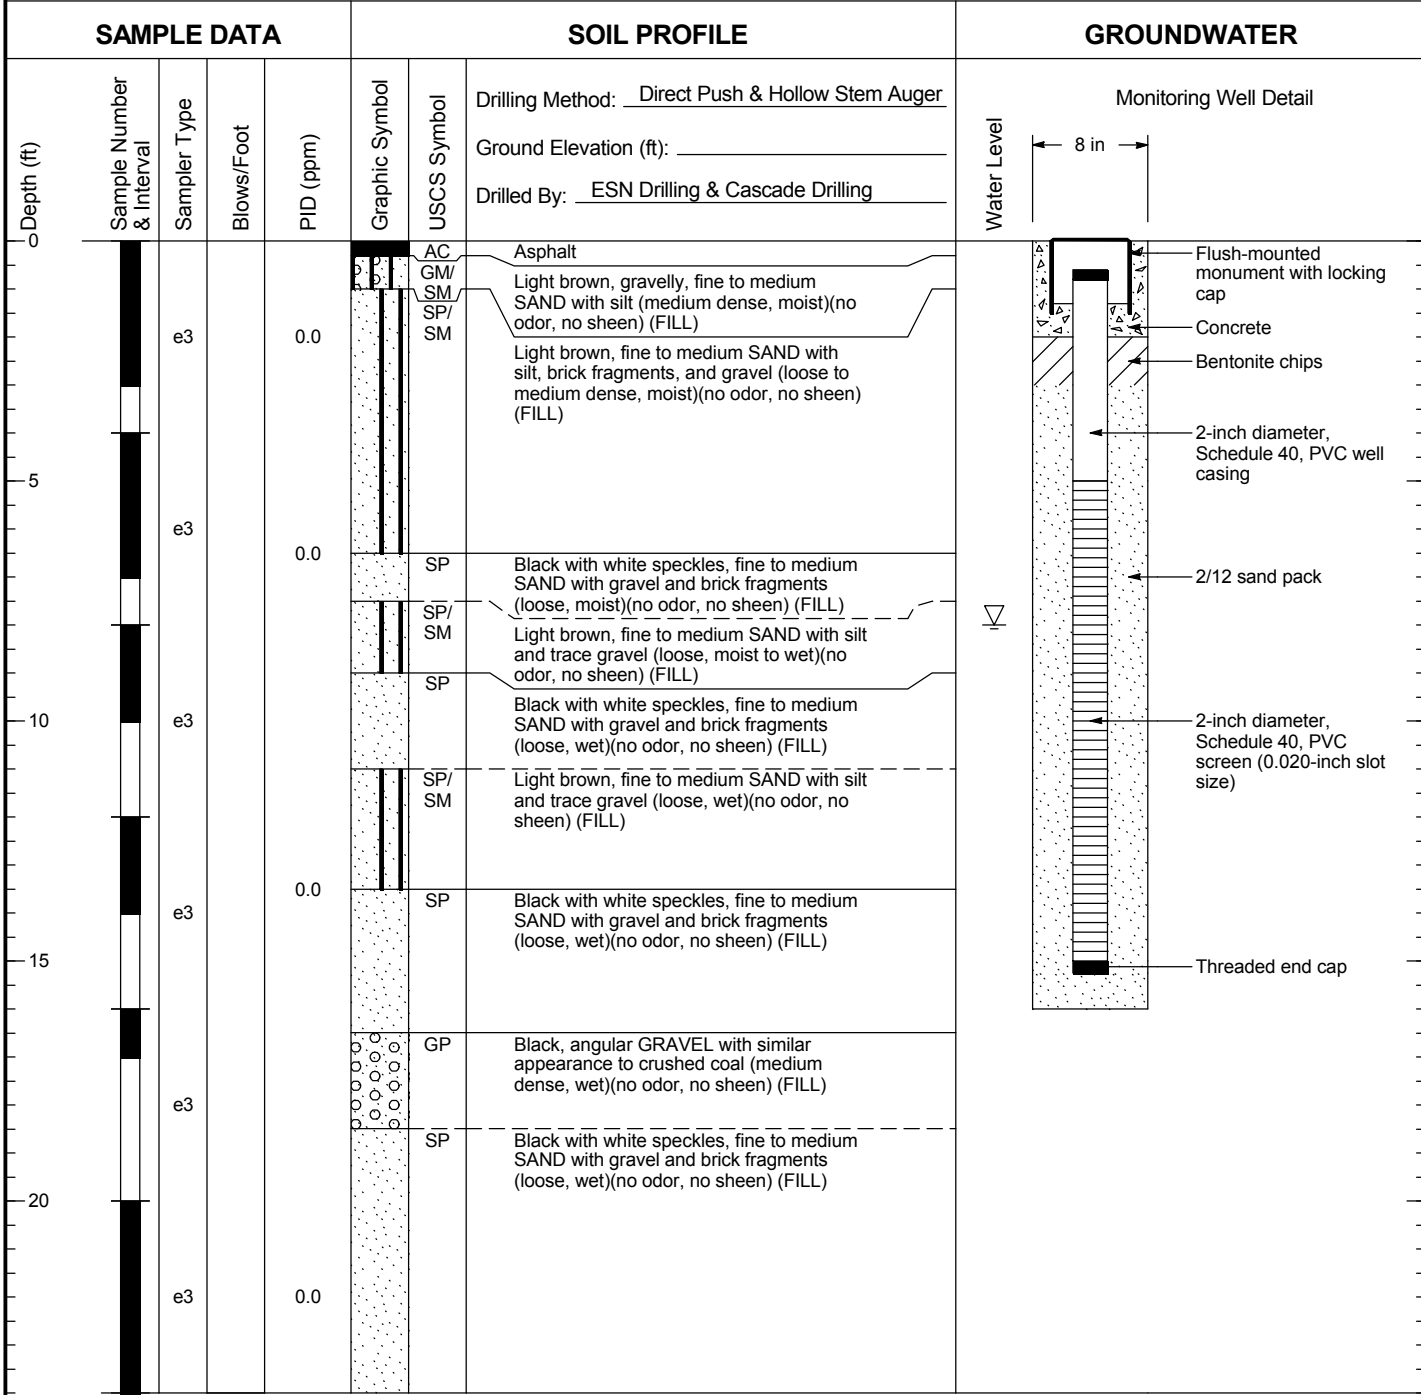 SAMPLE DATA
SOIL PROFILE
GROUNDWATER
Depth (ft)
Sample Number
& Interval
Sampler Type
Blows/Foot
PID (ppm)
Graphic Symbol
USCS Symbol
Drilling Method: Direct Push & Hollow Stem Auger
Ground Elevation (ft):
Drilled By: ESN Drilling & Cascade Drilling
Water Level
Monitoring Well Detail
8 in
0
AC
Asphalt
GM/
SM
Light brown, gravelly, fine to medium
SAND with silt (medium dense, moist)(no
odor, no sheen) (FILL)
SP/
SM
e3
0.0
Light brown, fine to medium SAND with
silt, brick fragments, and gravel (loose to
medium dense, moist)(no odor, no sheen)
(FILL)
Flush-mounted
monument with locking
cap
Concrete
Bentonite chips
2-inch diameter,
Schedule 40, PVC well
casing
5
e3
0.0
SP
Black with white speckles, fine to medium
SAND with gravel and brick fragments
(loose, moist)(no odor, no sheen) (FILL)
2/12 sand pack
SP/
SM
Light brown, fine to medium SAND with silt
and trace gravel (loose, moist to wet)(no
odor, no sheen) (FILL)
SP
Black with white speckles, fine to medium
SAND with gravel and brick fragments
(loose, wet)(no odor, no sheen) (FILL)
10
e3
2-inch diameter,
Schedule 40, PVC
screen (0.020-inch slot
size)
SP/
SM
Light brown, fine to medium SAND with silt
and trace gravel (loose, wet)(no odor, no
sheen) (FILL)
0.0
e3
SP
Black with white speckles, fine to medium
SAND with gravel and brick fragments
(loose, wet)(no odor, no sheen) (FILL)
15
Threaded end cap
GP
Black, angular GRAVEL with similar
appearance to crushed coal (medium
dense, wet)(no odor, no sheen) (FILL)
e3
SP
Black with white speckles, fine to medium
SAND with gravel and brick fragments
(loose, wet)(no odor, no sheen) (FILL)
20
e3
0.0